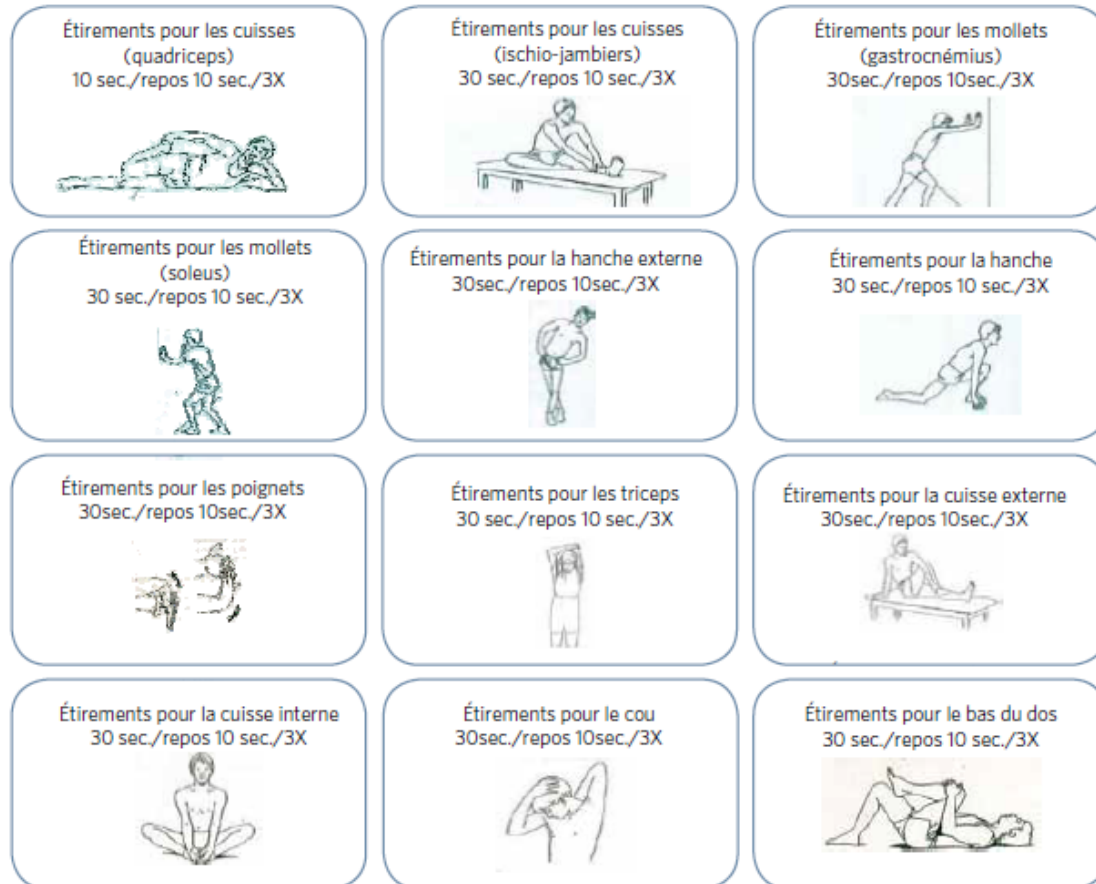 Étirements pour les cuisses
(quadriceps)
10 sec./repos 10 sec./3X
Étirements pour les cuisses
(ischio-jambiers)
30 sec./repos 10 sec./3X
Étirements pour les mollets
(gastrocnémius)
30sec./repos 10sec./3X
Étirements pour les mollets
(soleus)
30 sec./repos 10 sec./3X
Étirements pour la hanche externe
30sec./repos 10sec./3X
Étirements pour la hanche
30 sec./repos 10 sec./3X
Étirements pour les poignets
30sec./repos 10sec./3X
Étirements pour les triceps
30 sec./repos 10 sec./3X
Étirements pour la cuisse externe
30sec./repos 10sec./3X
Étirements pour la cuisse interne
30 sec./repos 10 sec./3X
Étirements pour le cou
30sec./repos 10sec./3X
Étirements pour le bas du dos
30 sec./repos 10 sec./3X